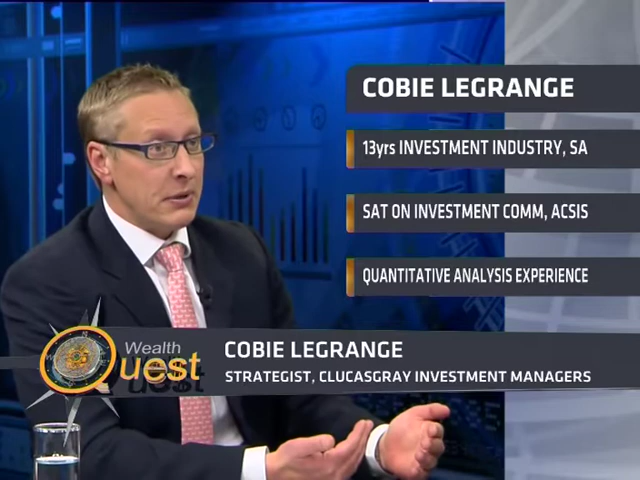 COBIE LEGRANGE
13yrs INVESTMENT INDUSTRY, SA
SAT ON INVESTMENT COMM, ACSIS
QUANTITATIVE ANALYSIS EXPERIENCE
Wealth
Quest
COBIE LEGRANGE
STRATEGIST, CLUCASGRAY INVESTMENT MANAGERS